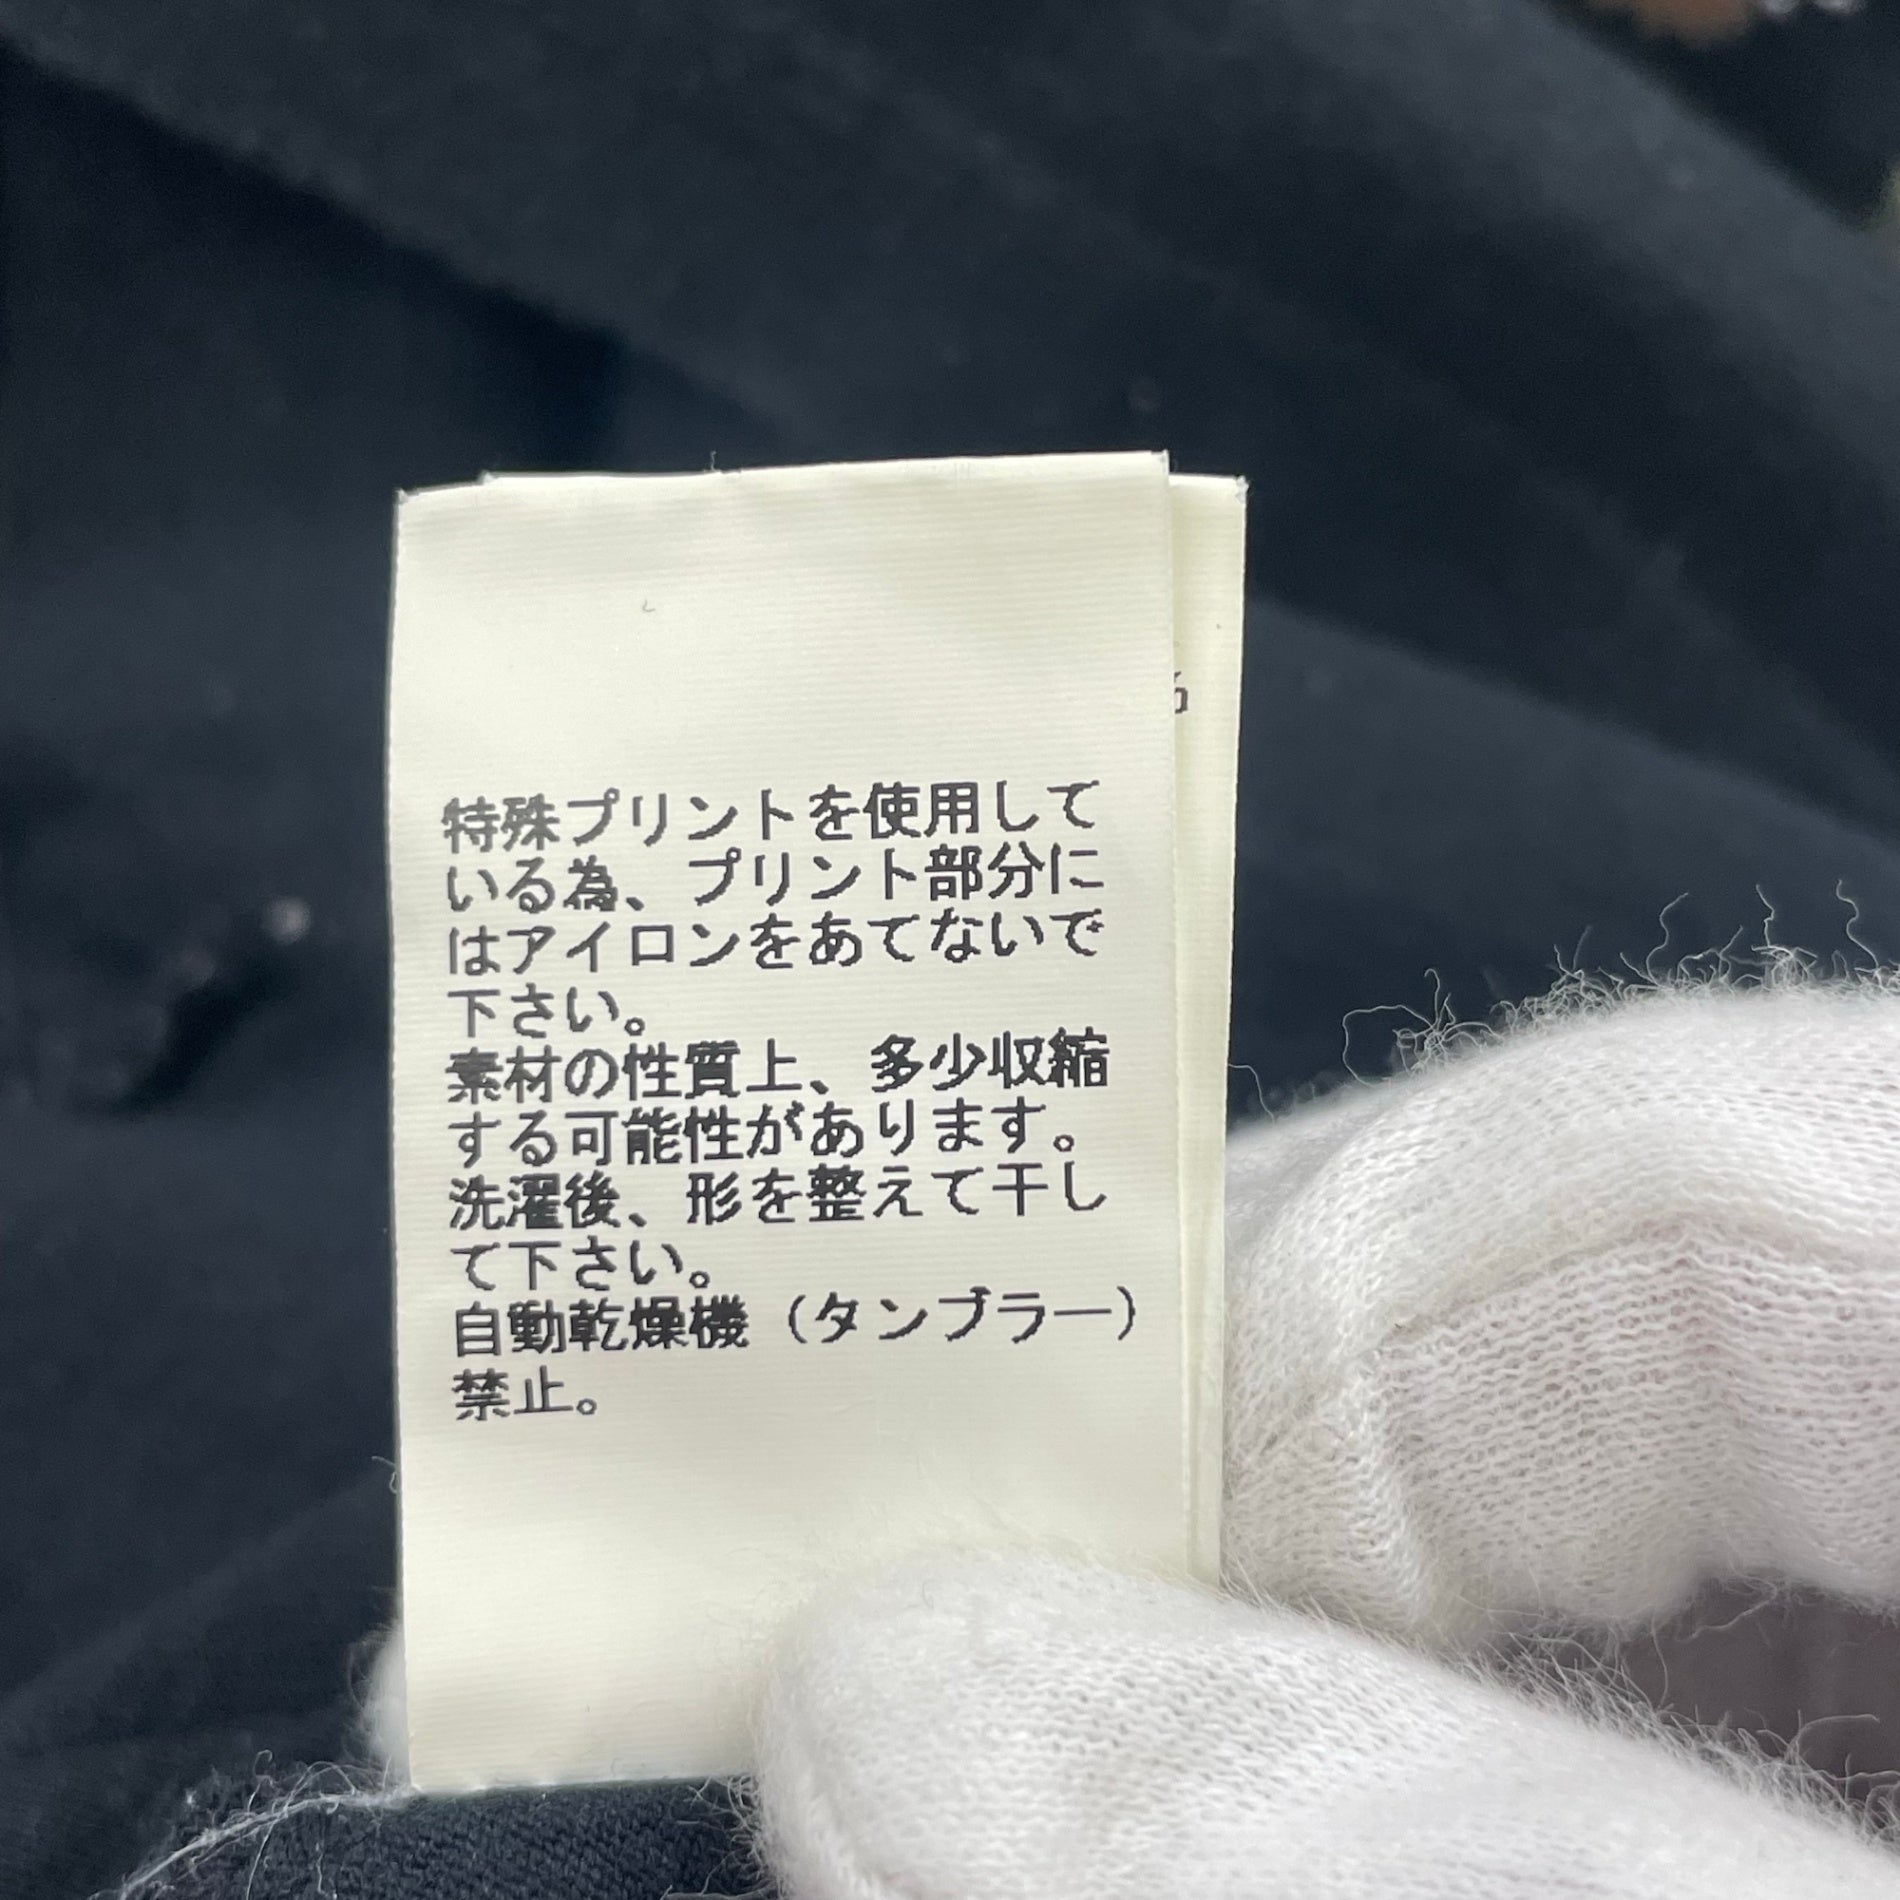 特殊プリントを使用して
いる為、プリント部分に
はアイロンをあてないで
下さい。
素材の性質上、多少収縮
する可能性があります。
洗濯後、形を整えて干し
て下さい。
自動乾燥機（タンブラー）
禁止。